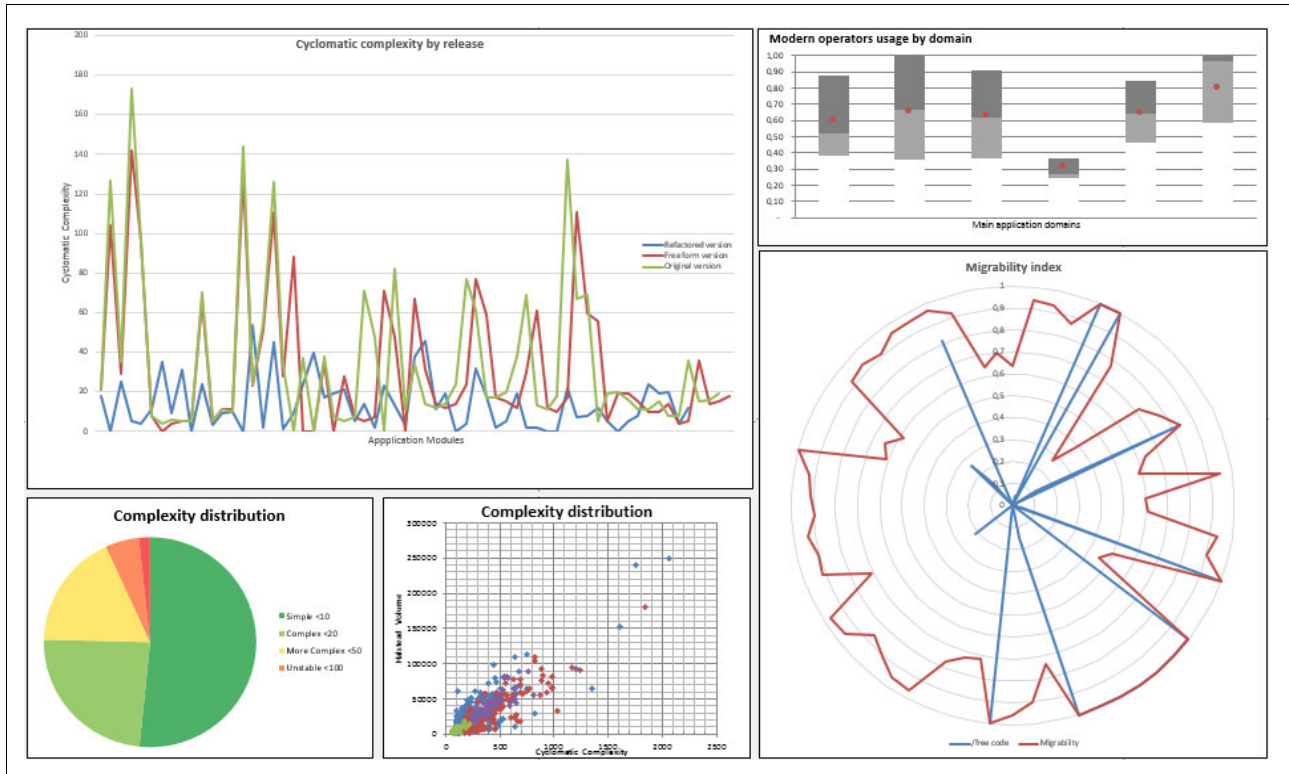 Cyclomatic complexity by release
200
180
160
140
120
100
80
60
40
20
0
Cyclomatic Complexity
Refactored version
Freeform version
Original version
Appplication Modules
Modern operators usage by domain
1,00
0,90
0,80
0,70
0,60
0,50
0,40
0,30
0,20
0,10
-
Main application domains
Migrability index
1
0,9
0,8
0,7
0,6
0,5
0,4
0,3
0,2
0,1
0
/free code
Migrability
Complexity distribution
Simple <10
Complex <20
More Complex <50
Unstable <100
Complexity distribution
300000
250000
200000
150000
100000
50000
0
Halstead Volume
0 500 1000 1500 2000 2500
Cyclomatic Complexity